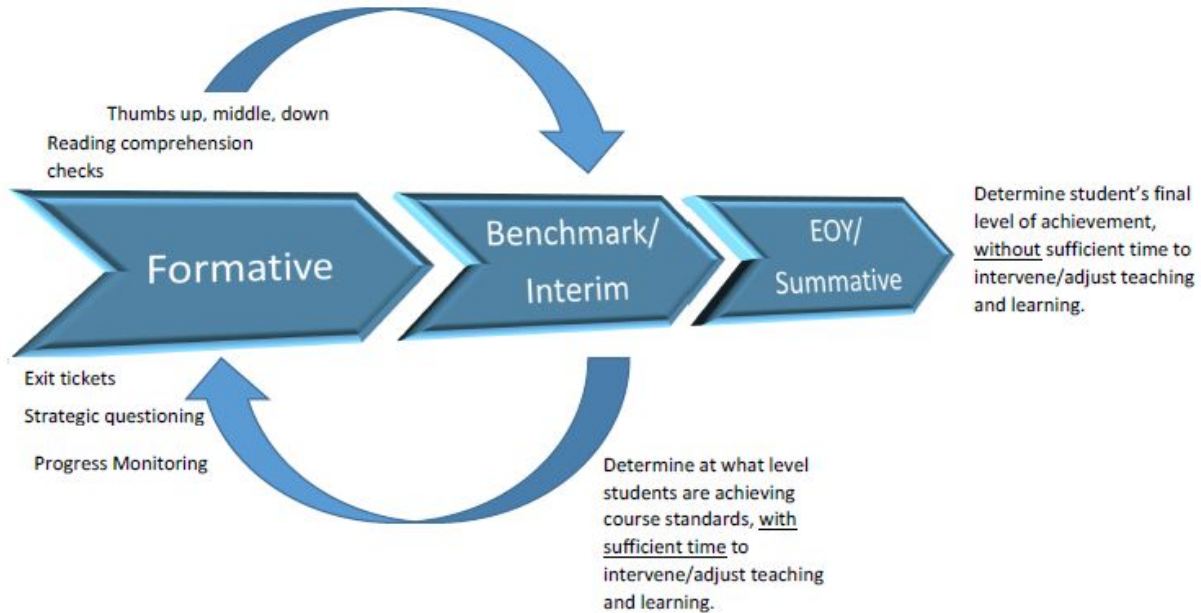 Thumbs up, middle, down
Reading comprehension
checks
Formative
Benchmark/
Interim
EOY/
Summative
Determine student's final
level of achievement,
without sufficient time to
intervene/adjust teaching
and learning.
Exit tickets
Strategic questioning
Progress Monitoring
Determine at what level
students are achieving
course standards, with
sufficient time to
intervene/adjust teaching
and learning.